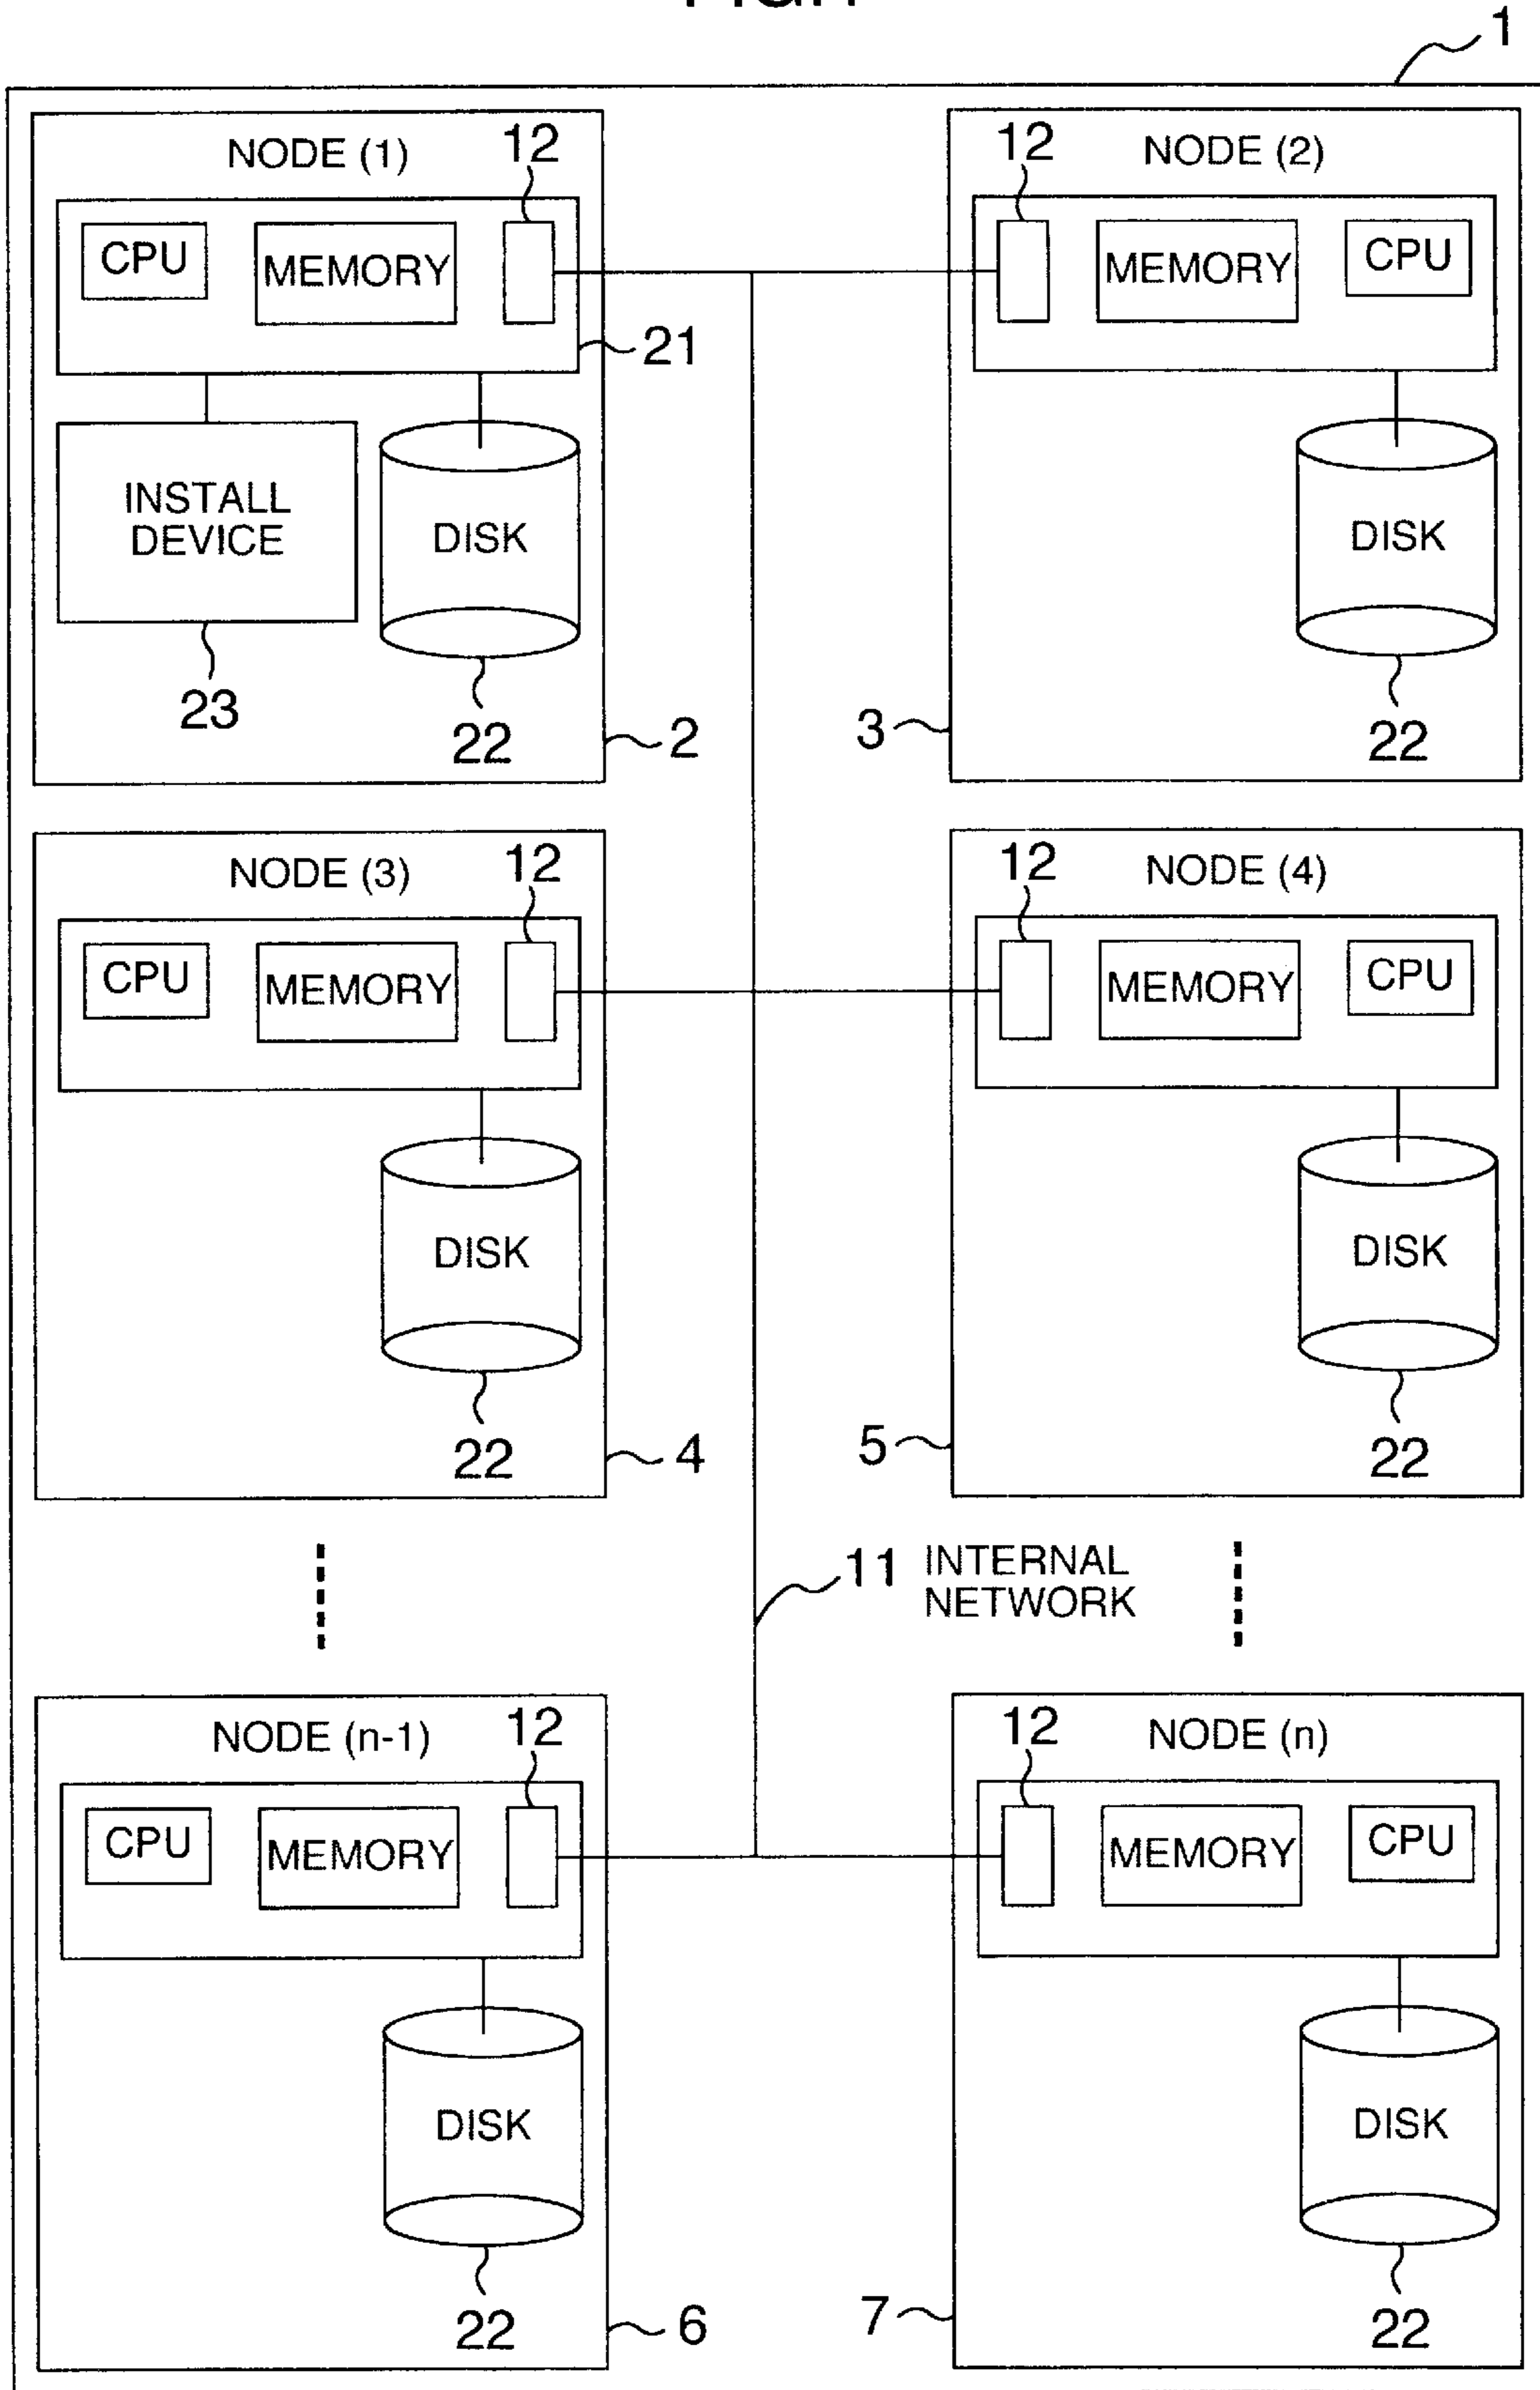 1
NODE (1) 12
CPU MEMORY
21
INSTALL
DEVICE
DISK
23
22
2
12 NODE (2)
MEMORY CPU
DISK
3
22
NODE (3) 12
CPU MEMORY
DISK
22
4
12 NODE (4)
MEMORY CPU
DISK
5
22
11 INTERNAL
NETWORK
NODE (n-1) 12
CPU MEMORY
DISK
22
6
12 NODE (n)
MEMORY CPU
DISK
7
22